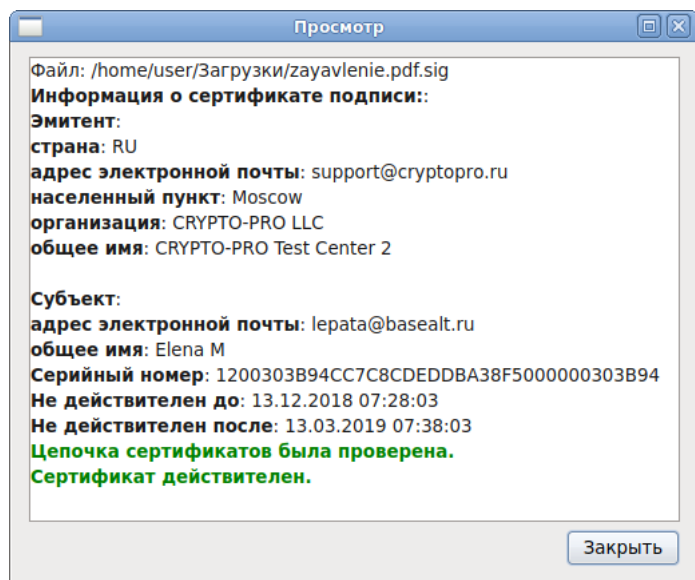 Просмотр
Файл: /home/user/Загрузки/zayavlenie.pdf.sig
Информация о сертификате подписи::
Эмитент:
страна: RU
адрес электронной почты: support@cryptopro.ru
населенный пункт: Moscow
организация: CRYPTO-PRO LLC
общее имя: CRYPTO-PRO Test Center 2
Субъект:
адрес электронной почты: lepata@basealt.ru
общее имя: Elena M
Серийный номер: 1200303B94CC7C8CDEDDBA38F5000000303B94
Не действителен до: 13.12.2018 07:28:03
Не действителен после: 13.03.2019 07:38:03
Цепочка сертификатов была проверена.
Сертификат действителен.
Закрыть